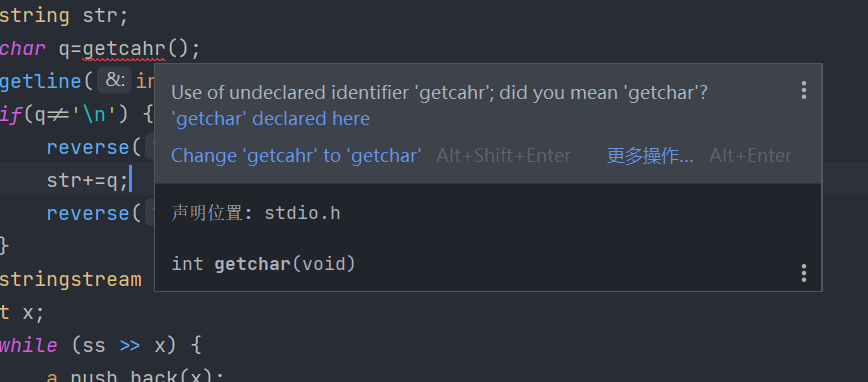 string str;
char q=getcahr();
getline( &: in
if(q≠'\n') {
reverse(
str+=q;
reverse(
}
stringstream
t x;
while (ss >> x) {
a.push_back(x);
Use of undeclared identifier 'getcahr'; did you mean 'getchar'?
'getchar' declared here
Change 'getcahr' to 'getchar' Alt+Shift+Enter 更多操作... Alt+Enter
声明位置: stdio.h
int getchar(void)